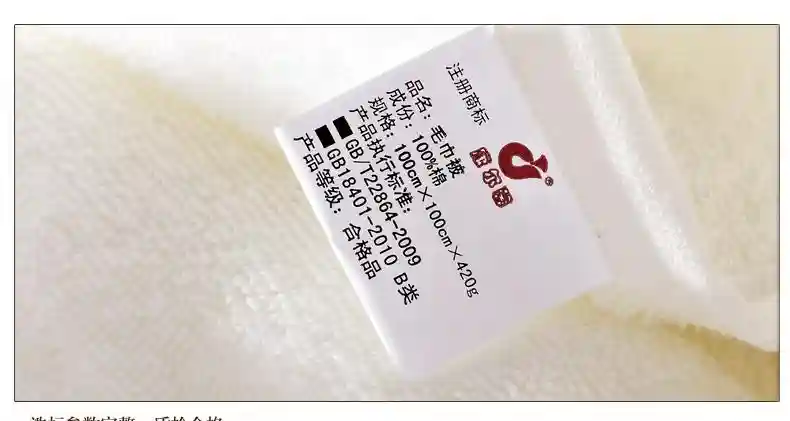 注册商标
品名：毛巾被
成份：100%棉
规格：100cm×100cm×420g
产品执行标准：
■GB/T22864-2009
■GB18401-2010 B类
产品等级：合格品